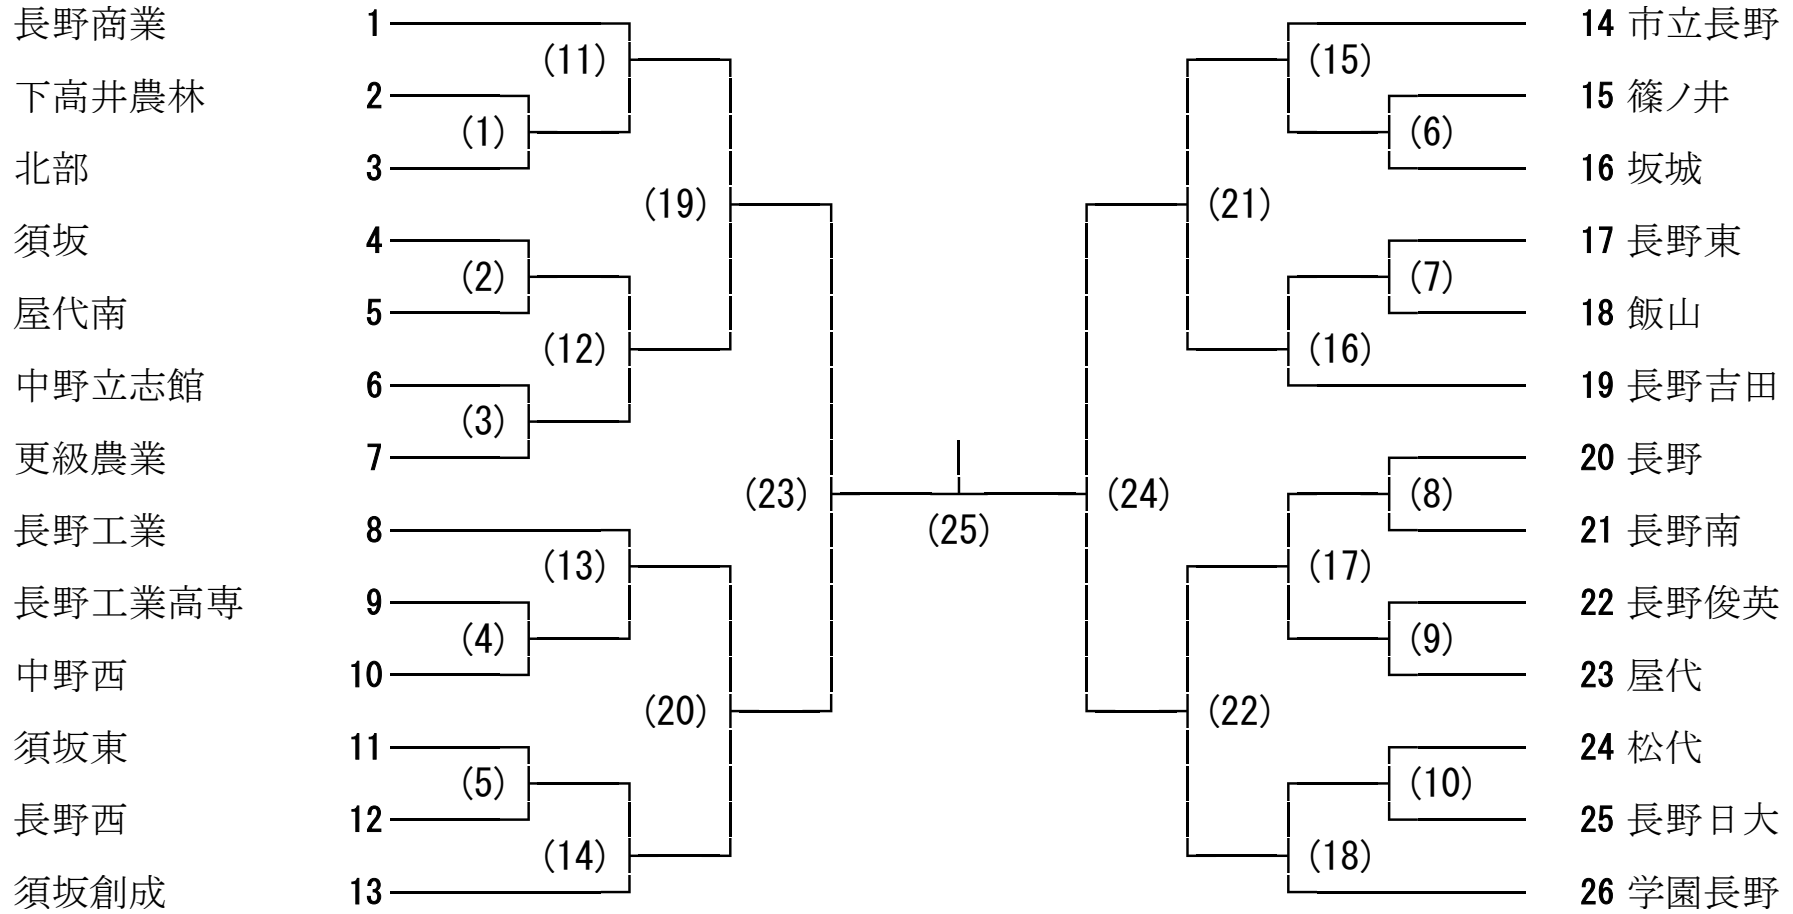 長野商業 1
14 市立長野
(11)
(15)
下高井農林 2
15 篠ノ井
(1)
(6)
北部 3
16 坂城
(19)
(21)
須坂 4
17 長野東
(2)
(7)
屋代南 5
18 飯山
(12)
(16)
中野立志館 6
19 長野吉田
(3)
更級農業 7
20 長野
(23)
(24)
(8)
長野工業 8
(25)
21 長野南
(13)
(17)
長野工業高専 9
22 長野俊英
(4)
(9)
中野西 10
23 屋代
(20)
(22)
須坂東 11
24 松代
(5)
(10)
長野西 12
25 長野日大
(14)
(18)
須坂創成 13
26 学園長野